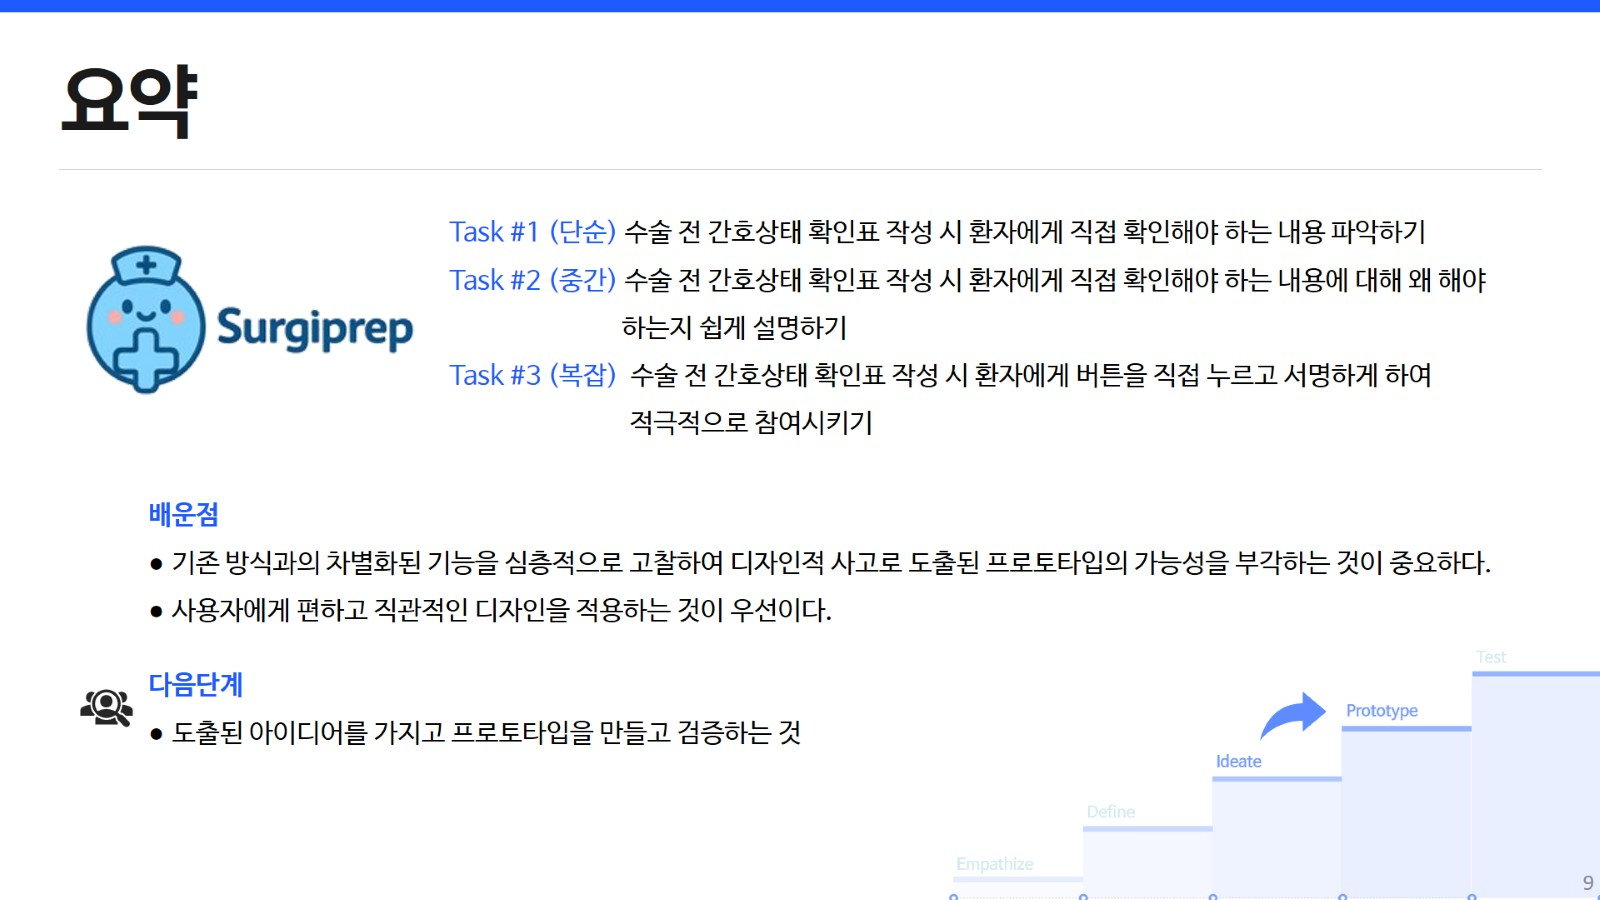 요약
Surgiprep
Task #1 (단순) 수술 전 간호상태 확인표 작성 시 환자에게 직접 확인해야 하는 내용 파악하기
Task #2 (중간) 수술 전 간호상태 확인표 작성 시 환자에게 직접 확인해야 하는 내용에 대해 왜 해야
하는지 쉽게 설명하기
Task #3 (복잡) 수술 전 간호상태 확인표 작성 시 환자에게 버튼을 직접 누르고 서명하게 하여
적극적으로 참여시키기
배운점
● 기존 방식과의 차별화된 기능을 심층적으로 고찰하여 디자인적 사고로 도출된 프로토타입의 가능성을 부각하는 것이 중요하다.
● 사용자에게 편하고 직관적인 디자인을 적용하는 것이 우선이다.
다음단계
● 도출된 아이디어를 가지고 프로토타입을 만들고 검증하는 것
Test
Prototype
Ideate
Define
Empathize
9